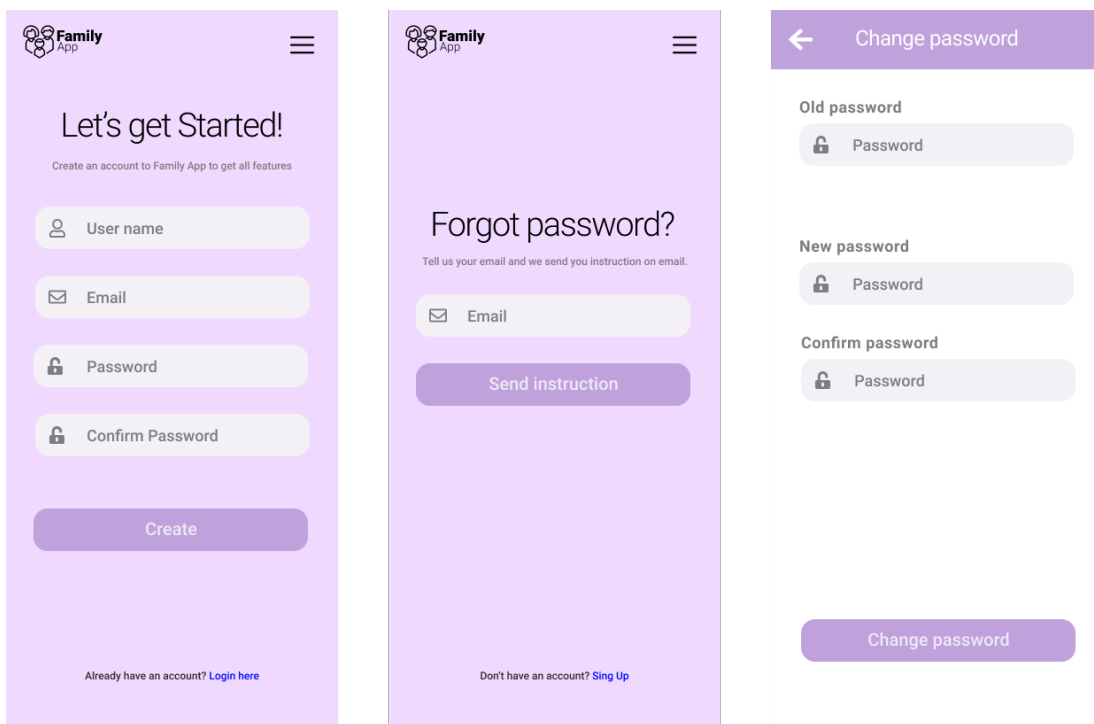 Family
App
Let's get Started!
Create an account to Family App to get all features
User name
Email
Password
Confirm Password
Create
Already have an account? Login here
Family
App
Forgot password?
Tell us your email and we send you instruction on email.
Email
Send instruction
Don't have an account? Sing Up
Change password
Old password
Password
New password
Password
Confirm password
Password
Change password